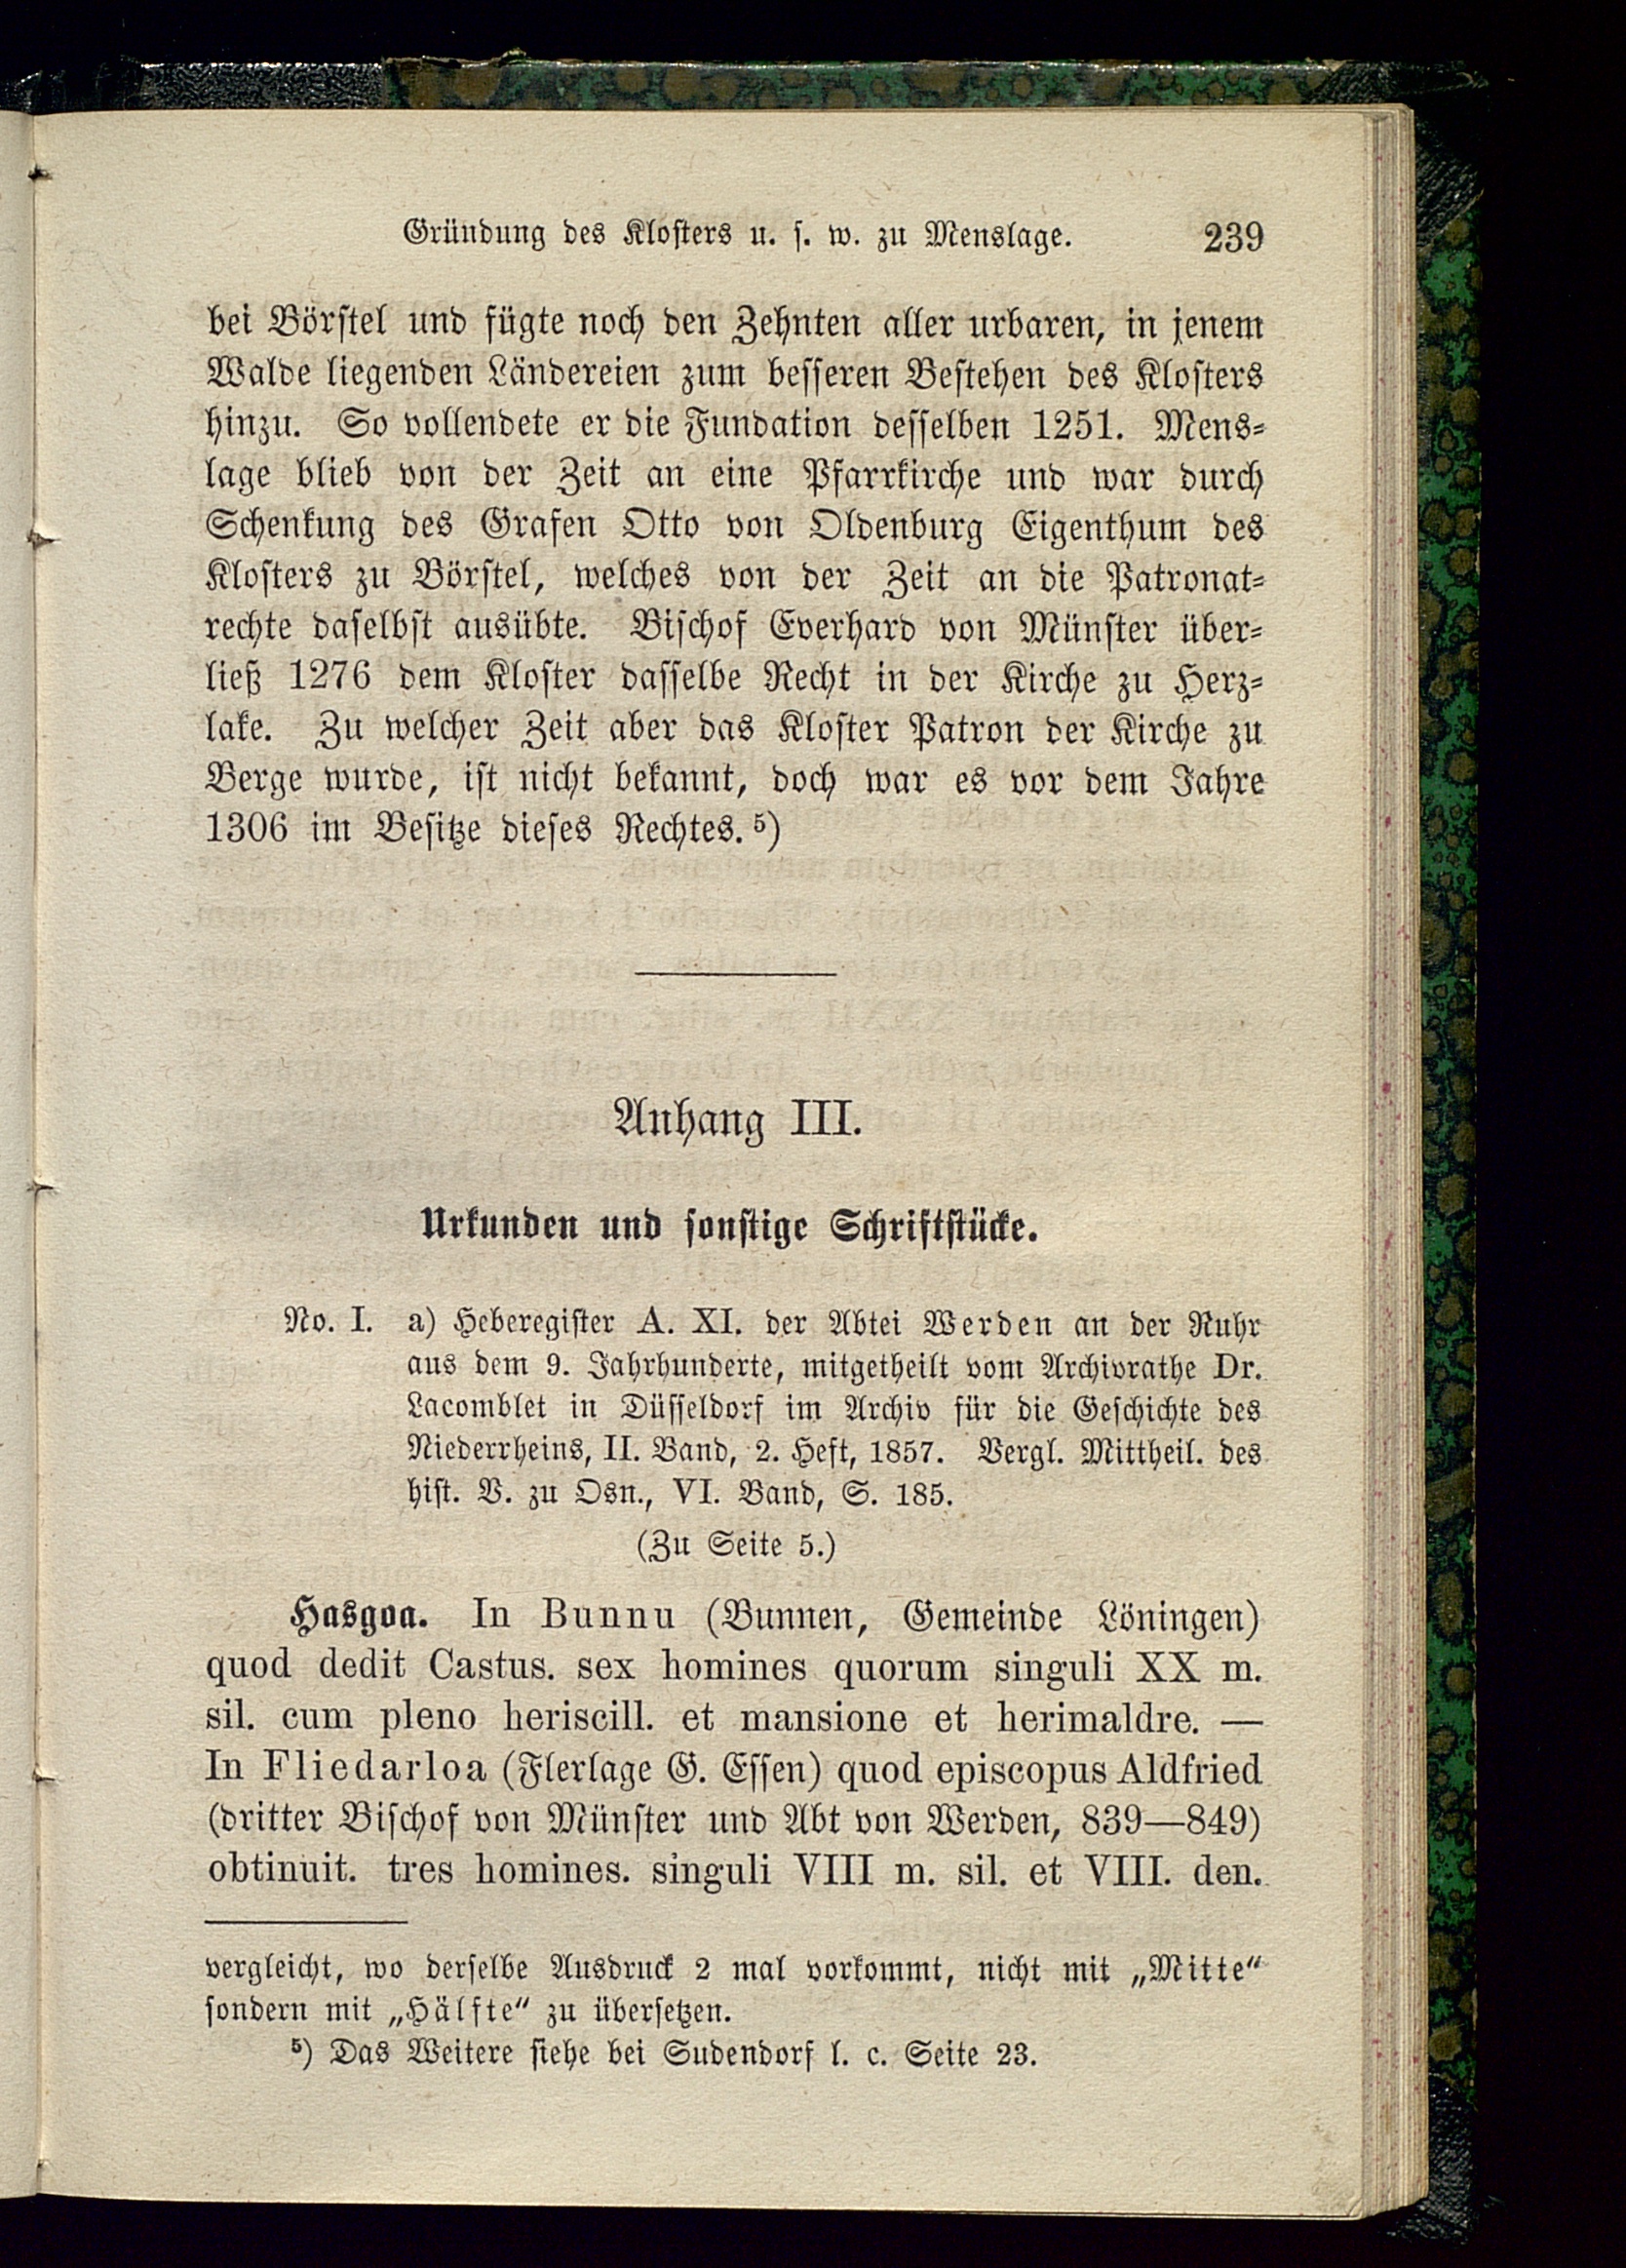 Gründung des Klosters u. s. w. zu Menslage. 239
bei Börstel und fügte noch den Zehnten aller urbaren, in jenem
Walde liegenden Ländereien zum besseren Bestehen des Klosters
hinzu. So vollendete er die Fundation desselben 1251. Mens-
lage blieb von der Zeit an eine Pfarrkirche und war durch
Schenkung des Grafen Otto von Oldenburg Eigenthum des
Klosters zu Börstel, welches von der Zeit an die Patronat-
rechte daselbst ausübte. Bischof Everhard von Münster über-
ließ 1276 dem Kloster dasselbe Recht in der Kirche zu Herz-
lake. Zu welcher Zeit aber das Kloster Patron der Kirche zu
Berge wurde, ist nicht bekannt, doch war es vor dem Jahre
1306 im Besitze dieses Rechtes. ⁵)
Anhang III.
Urkunden und sonstige Schriftstücke.
No. I. a) Heberegister A. XI. der Abtei Werden an der Ruhr
aus dem 9. Jahrhunderte, mitgetheilt vom Archivrathe Dr.
Lacomblet in Düsseldorf im Archiv für die Geschichte des
Niederrheins, II. Band, 2. Heft, 1857. Vergl. Mittheil. des
hist. V. zu Osn., VI. Band, S. 185.
(Zu Seite 5.)
Hasgoa. In Bunnu (Bunnen, Gemeinde Löningen)
quod dedit Castus. sex homines quorum singuli XX m.
sil. cum pleno heriscill. et mansione et herimaldre. —
In Fliedarloa (Flerlage G. Essen) quod episcopus Aldfried
(dritter Bischof von Münster und Abt von Werden, 839—849)
obtinuit. tres homines. singuli VIII m. sil. et VIII. den.
vergleicht, wo derselbe Ausdruck 2 mal vorkommt, nicht mit „Mitte“
sondern mit „Hälfte“ zu übersetzen.
⁵) Das Weitere siehe bei Sudendorf l. c. Seite 23.